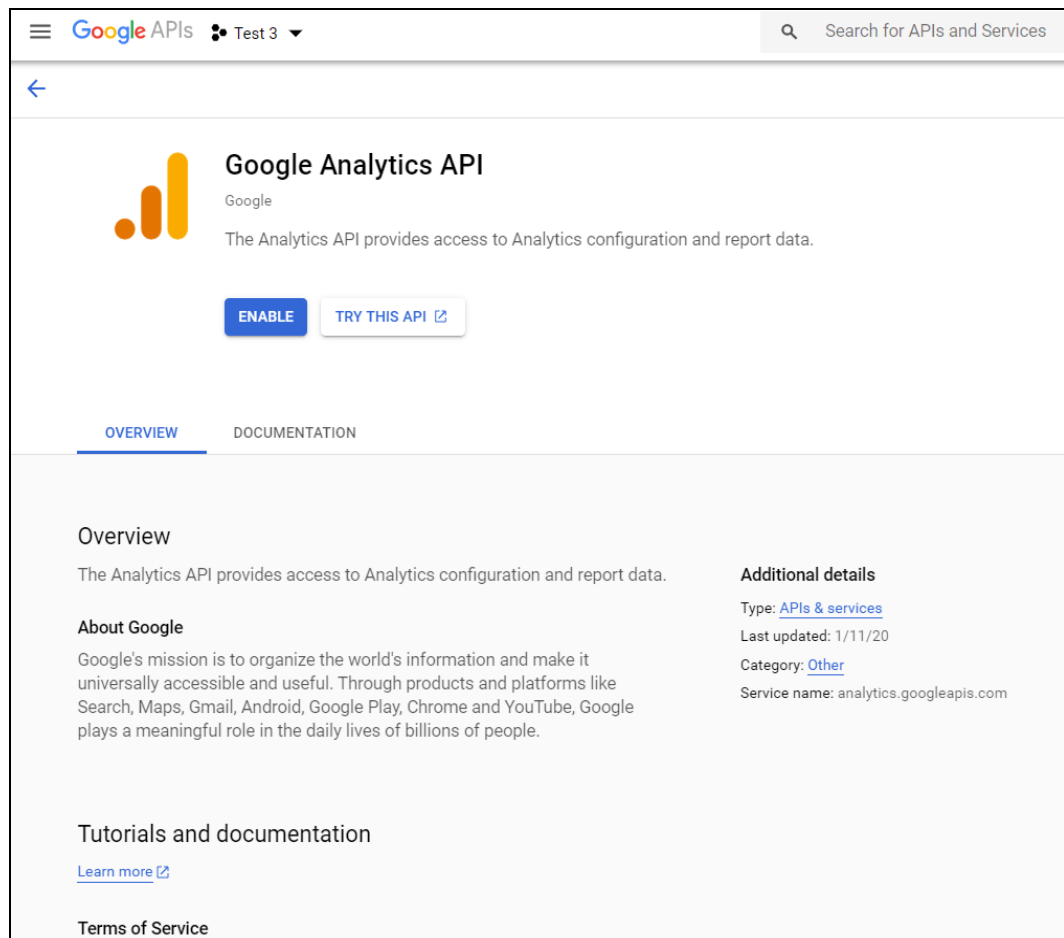 Google APIs Test 3 Search for APIs and Services
Google Analytics API
Google
The Analytics API provides access to Analytics configuration and report data.
ENABLE TRY THIS API
OVERVIEW DOCUMENTATION
Overview
The Analytics API provides access to Analytics configuration and report data.
About Google
Google's mission is to organize the world's information and make it
universally accessible and useful. Through products and platforms like
Search, Maps, Gmail, Android, Google Play, Chrome and YouTube, Google
plays a meaningful role in the daily lives of billions of people.
Additional details
Type: APIs & services
Last updated: 1/11/20
Category: Other
Service name: analytics.googleapis.com
Tutorials and documentation
Learn more
Terms of Service